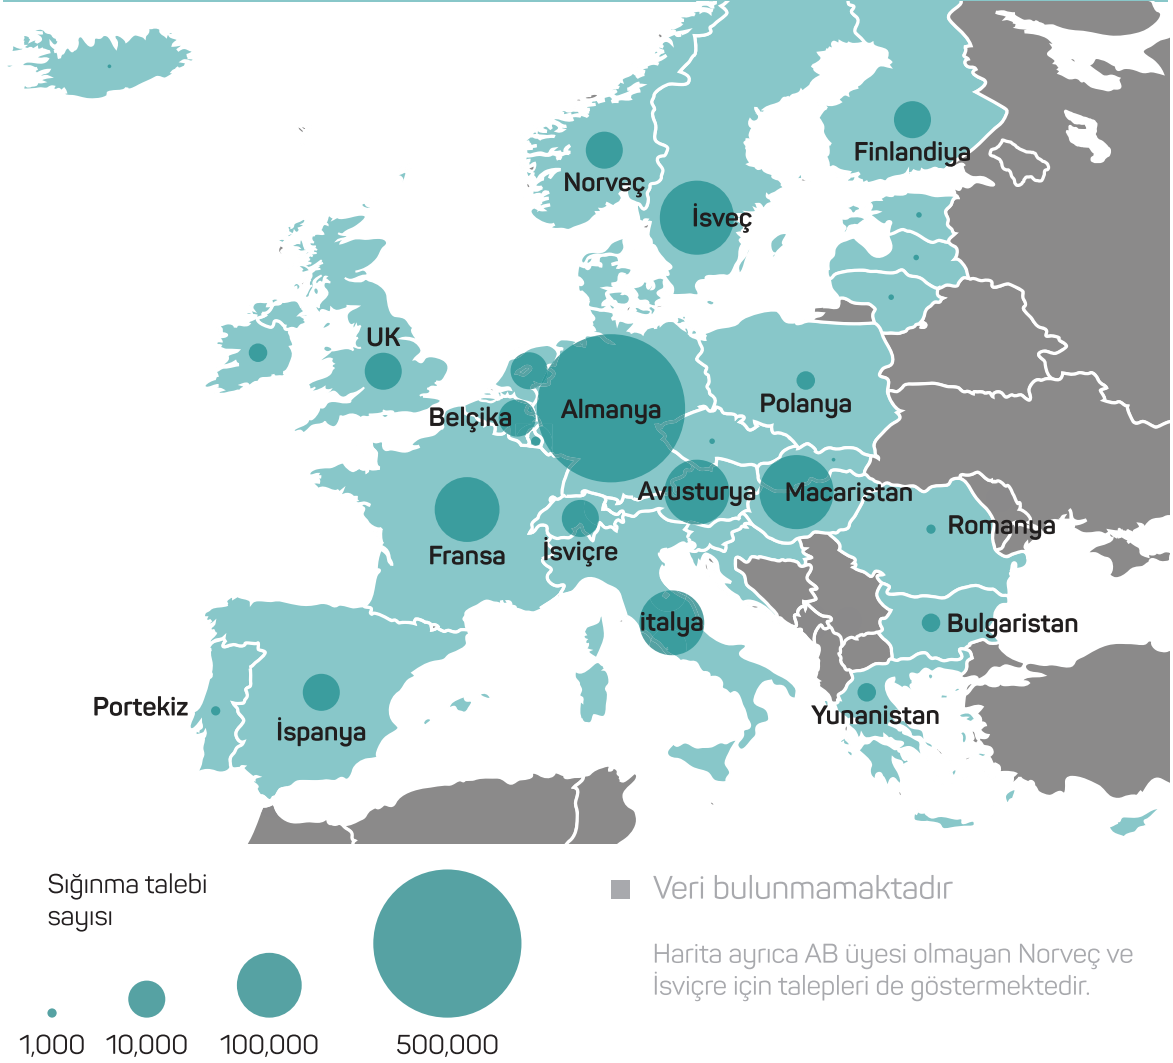 Finlandiya
Norveç
İsveç
UK
Belçika
Almanya
Polanya
Avusturya
Macaristan
Romanya
Fransa
İsviçre
italya
Bulgaristan
Portekiz
İspanya
Yunanistan
Sığınma talebi
sayısı
1,000
10,000
100,000
500,000
Veri bulunmamaktadır
Harita ayrıca AB üyesi olmayan Norveç ve
İsviçre için talepleri de göstermektedir.